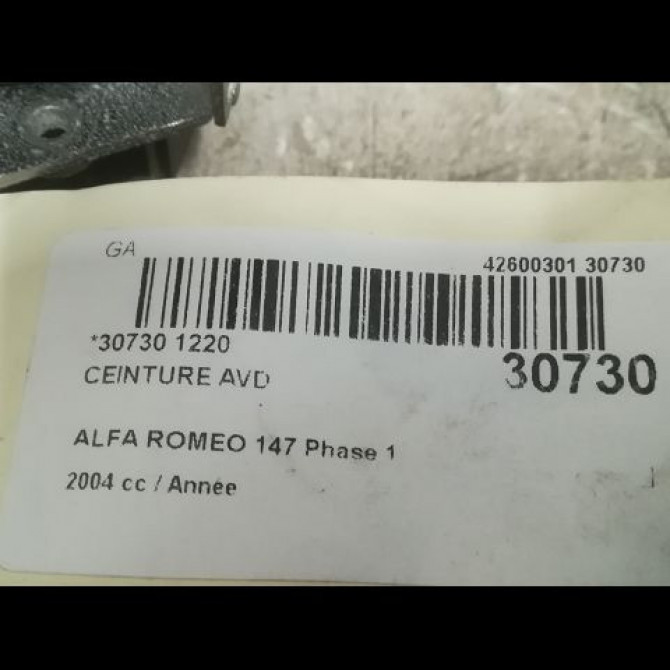 GA
42600301 30730
*30730 1220
30730
CEINTURE AVD
ALFA ROMEO 147 Phase 1
2004 cc / Année